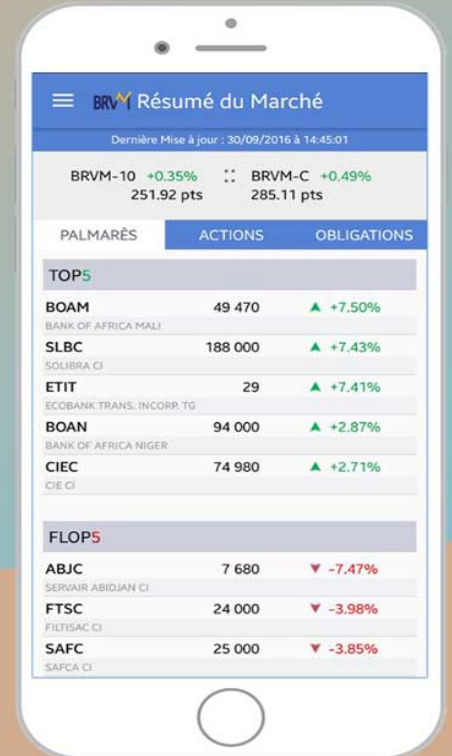 BRVM Résumé du Marché
Dernière Mise à jour : 30/09/2016 à 14:45:01
BRVM-10 +0.35% BRVM-C +0.49%
251.92 pts 285.11 pts
PALMARÈS ACTIONS OBLIGATIONS
TOP5
BOAM 49 470 ▲ +7.50%
BANK OF AFRICA MALI
SLBC 188 000 ▲ +7.43%
SOLIBRA CI
ETIT 29 ▲ +7.41%
ECOBANK TRANS. INCORP. TG
BOAN 94 000 ▲ +2.87%
BANK OF AFRICA NIGER
CIEC 74 980 ▲ +2.71%
CIE CI
FLOP5
ABJC 7 680 ▼ -7.47%
SERVAIR ABIDJAN CI
FTSC 24 000 ▼ -3.98%
FILTISAC CI
SAFC 25 000 ▼ -3.85%
SAFCA CI